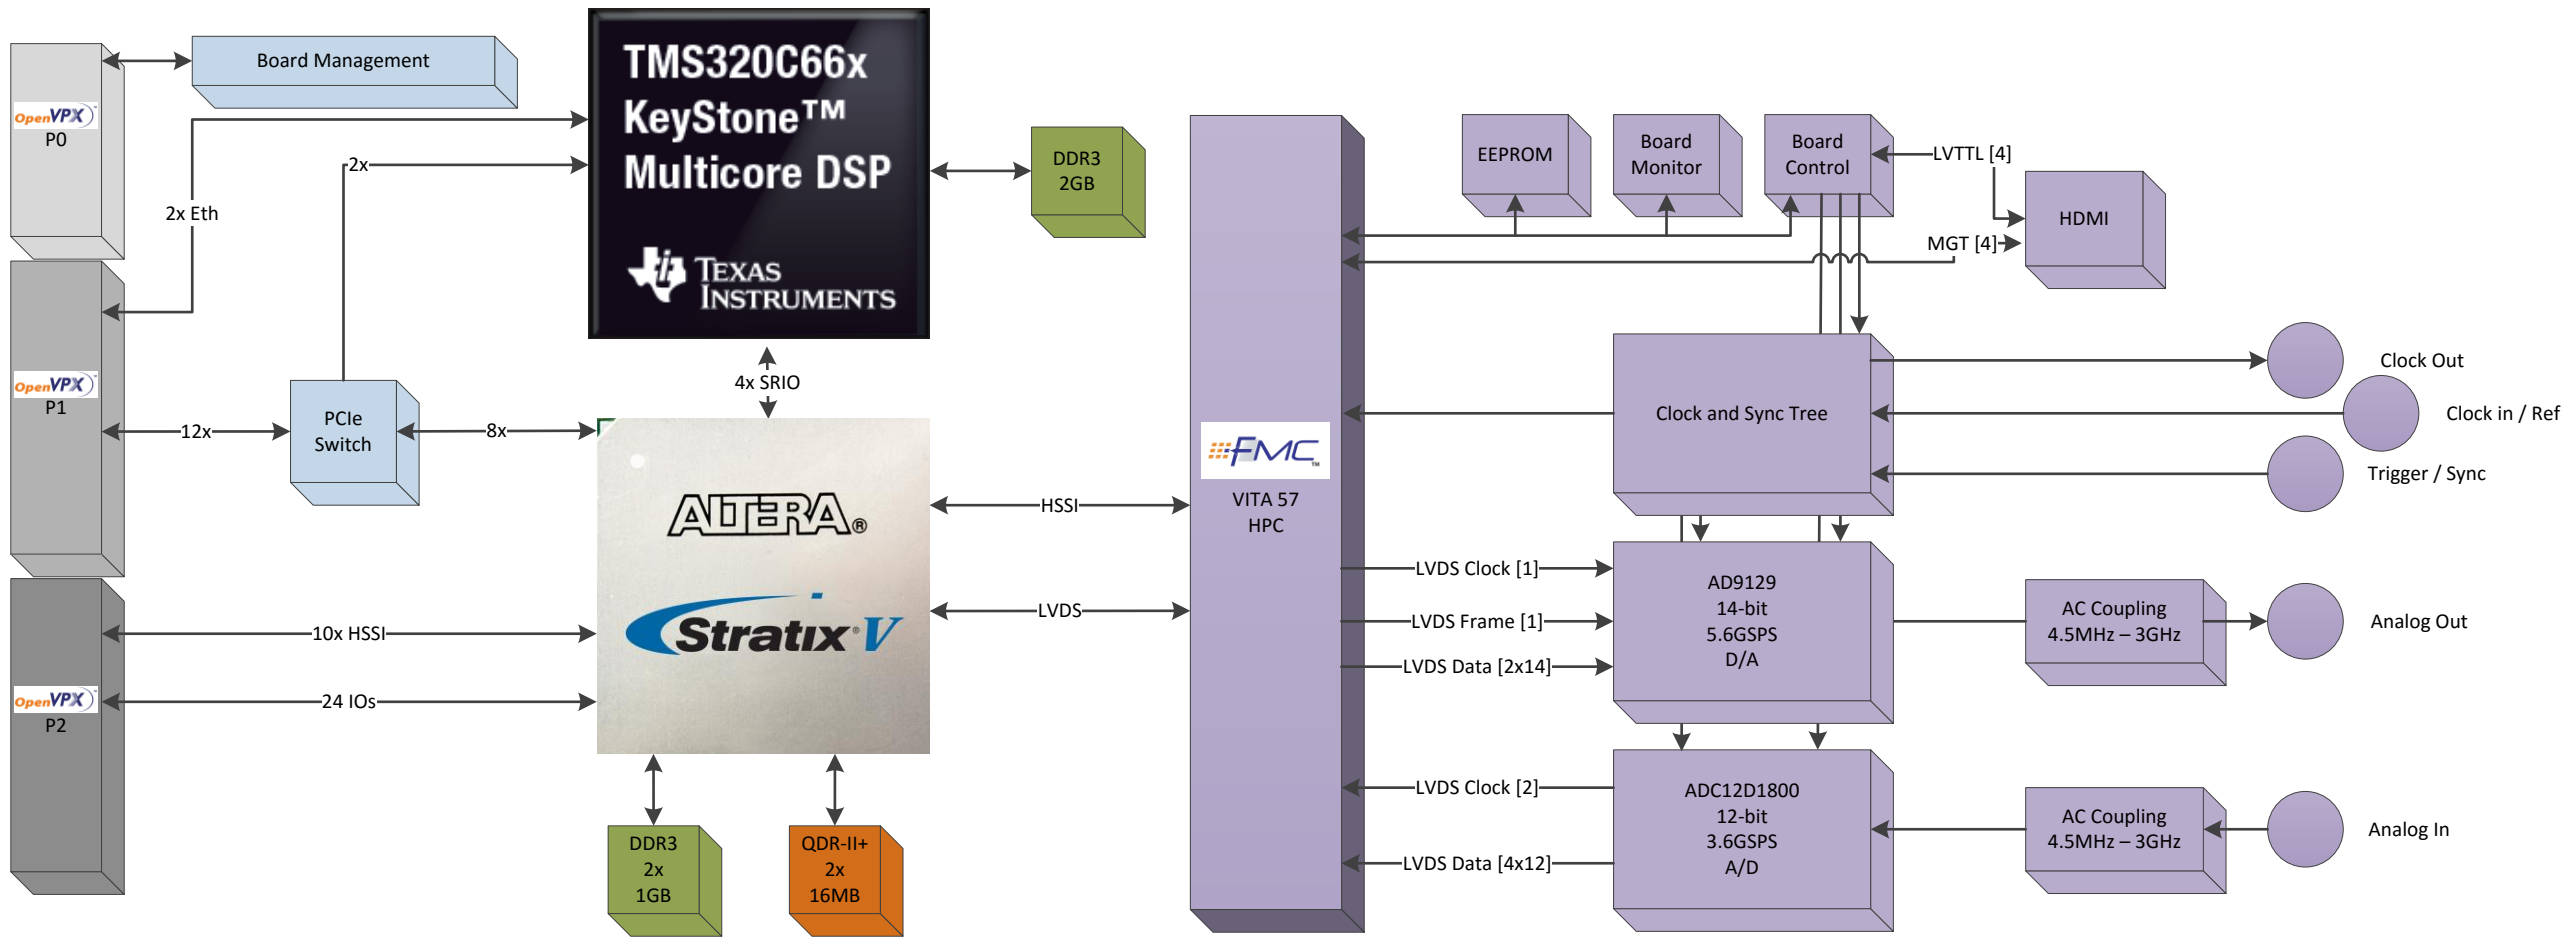 OpenVPX™
P0
Board Management
2x Eth
2x
TMS320C66x
KeyStone™
Multicore DSP
TEXAS
INSTRUMENTS
DDR3
2GB
OpenVPX™
P1
12x
PCIe
Switch
8x
4x SRIO
ALTERA®
Stratix® V
OpenVPX™
P2
10x HSSI
24 IOs
DDR3
2x
1GB
QDR-II+
2x
16MB
HSSI
LVDS
FMC™
VITA 57
HPC
EEPROM
Board
Monitor
Board
Control
LVTTL [4]
HDMI
MGT [4]
Clock and Sync Tree
Clock Out
Clock in / Ref
Trigger / Sync
LVDS Clock [1]
LVDS Frame [1]
LVDS Data [2x14]
AD9129
14-bit
5.6GSPS
D/A
AC Coupling
4.5MHz – 3GHz
Analog Out
LVDS Clock [2]
LVDS Data [4x12]
ADC12D1800
12-bit
3.6GSPS
A/D
AC Coupling
4.5MHz – 3GHz
Analog In